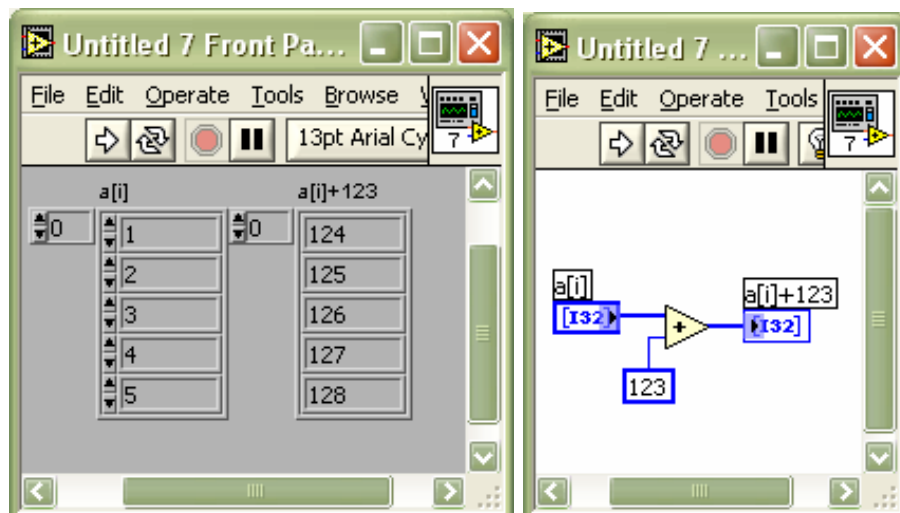 Untitled 7 Front Pa...
File Edit Operate Tools Browse
13pt Arial Cy
7
a[i] a[i]+123
0 1 0 124
2 125
3 126
4 127
5 128
Untitled 7 ...
File Edit Operate Tools
7
a[i]
[I32]
a[i]+123
[I32]
123